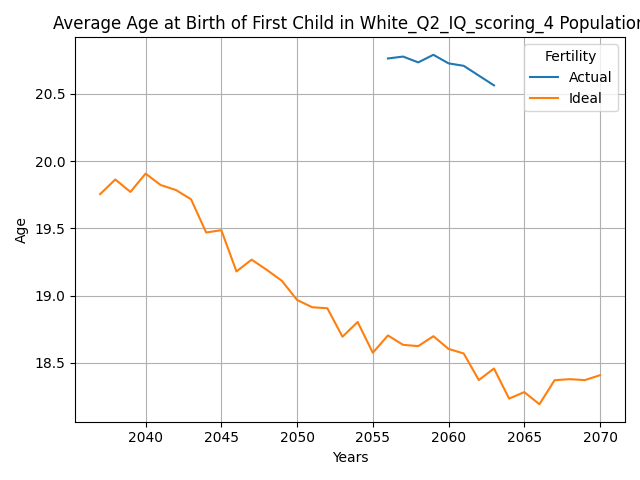 Average Age at Birth of First Child in White_Q2_IQ_scoring_4 Population
Fertility
Actual
Ideal
20.5
20.0
19.5
19.0
18.5
Age
2040 2045 2050 2055 2060 2065 2070
Years